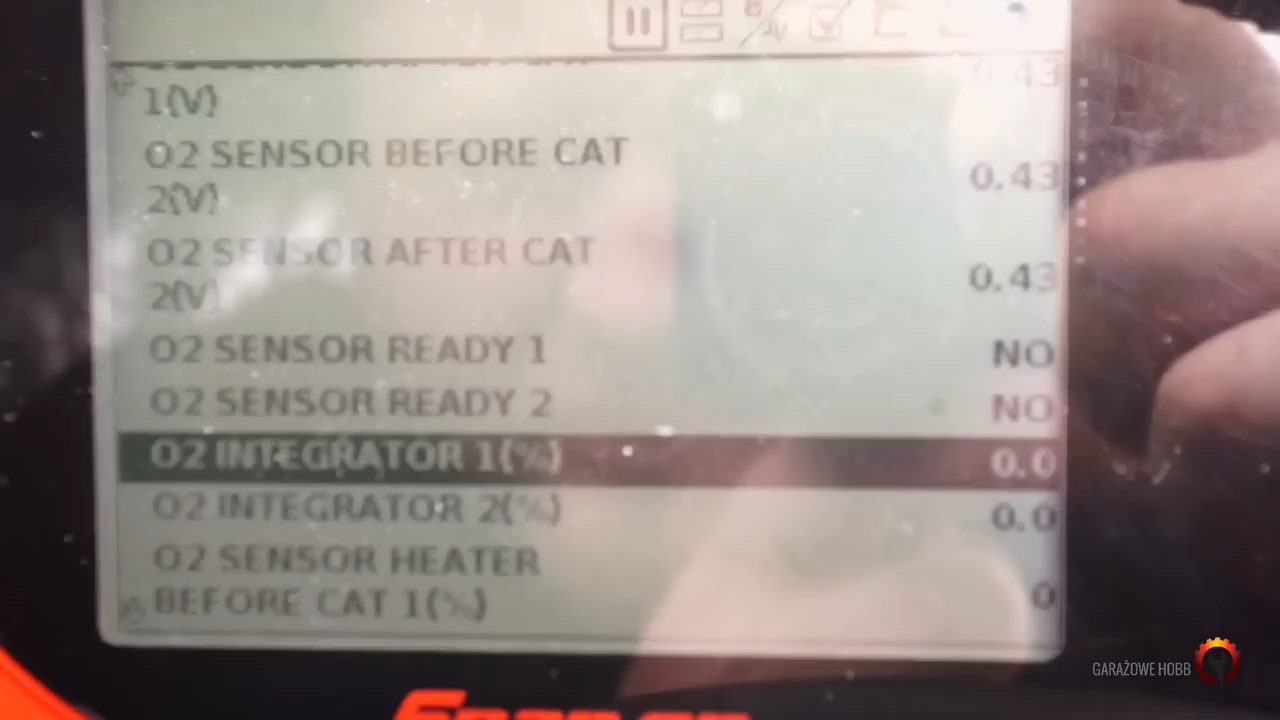 0.43
1(V)
O2 SENSOR BEFORE CAT
2(V)
0.43
O2 SENSOR AFTER CAT
2(V)
0.43
O2 SENSOR READY 1 NO
O2 SENSOR READY 2 NO
O2 INTEGRATOR 1(%) 0.0
O2 INTEGRATOR 2(%) 0.0
O2 SENSOR HEATER
BEFORE CAT 1(%) 0
GARAŻOWE HOBB